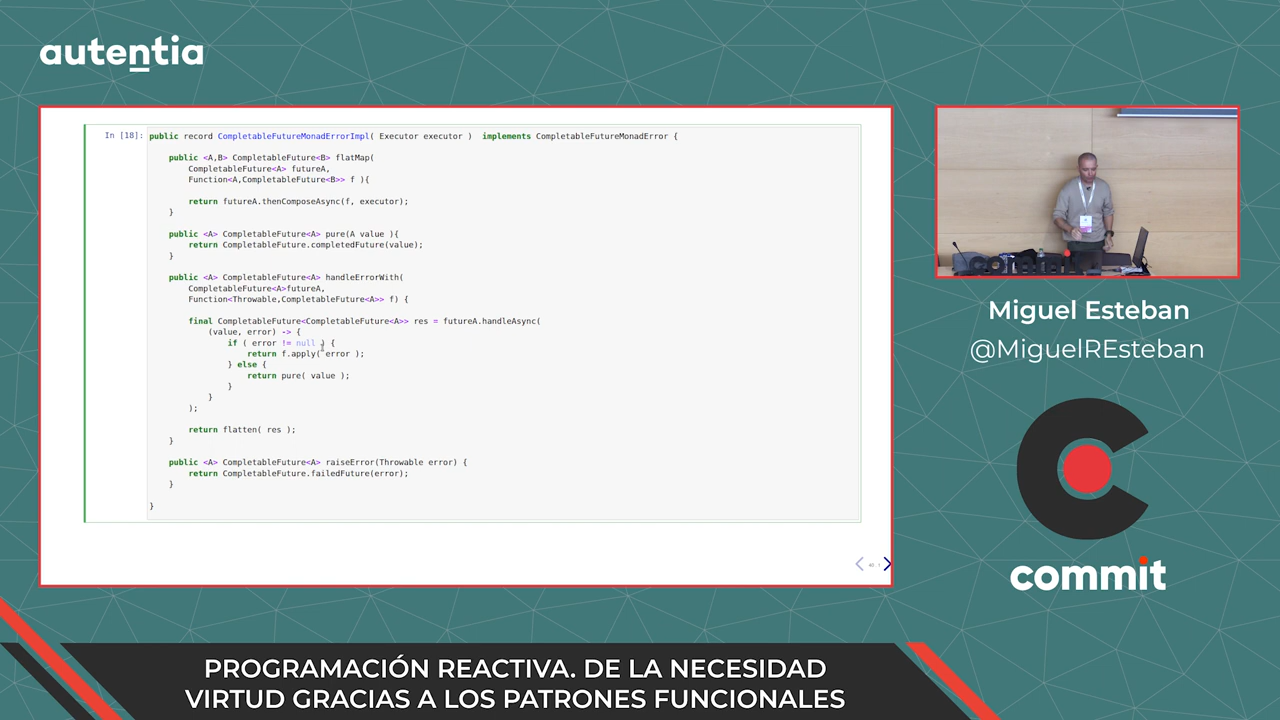 autentia
In [18]: public record CompletableFutureMonadErrorImpl( Executor executor )  implements CompletableFutureMonadError {
public <A,B> CompletableFuture<B> flatMap(
CompletableFuture<A> futureA,
Function<A,CompletableFuture<B>> f ){
return futureA.thenComposeAsync(f, executor);
}
public <A> CompletableFuture<A> pure(A value ){
return CompletableFuture.completedFuture(value);
}
public <A> CompletableFuture<A> handleErrorWith(
CompletableFuture<A>futureA,
Function<Throwable,CompletableFuture<A>> f) {
final CompletableFuture<CompletableFuture<A>> res = futureA.handleAsync(
(value, error) -> {
if ( error != null ) {
return f.apply( error );
} else {
return pure( value );
}
}
);
return flatten( res );
}
public <A> CompletableFuture<A> raiseError(Throwable error) {
return CompletableFuture.failedFuture(error);
}
}
commit
Miguel Esteban
@MiguelREsteban
commit
PROGRAMACIÓN REACTIVA. DE LA NECESIDAD
VIRTUD GRACIAS A LOS PATRONES FUNCIONALES